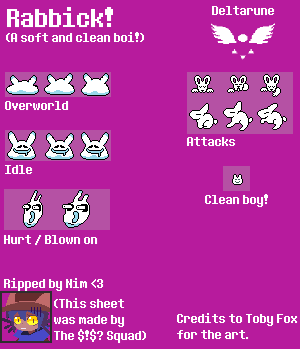 Rabbick!
(A soft and clean boi!)
Deltarune
Overworld
Attacks
Idle
Clean boy!
Hurt / Blown on
Ripped by Nim <3
(This sheet
was made by
The $!$? Squad)
Credits to Toby Fox
for the art.